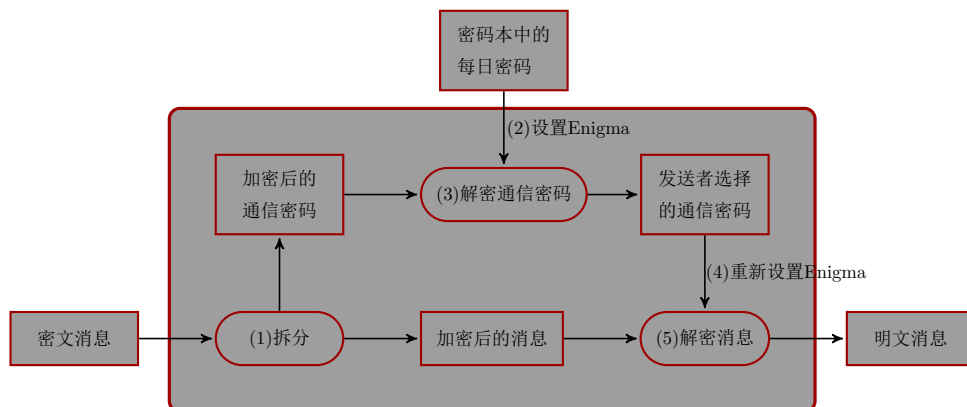 密码本中的
每日密码
(2)设置Enigma
加密后的
通信密码
(3)解密通信密码
发送者选择
的通信密码
(4)重新设置Enigma
密文消息
(1)拆分
加密后的消息
(5)解密消息
明文消息